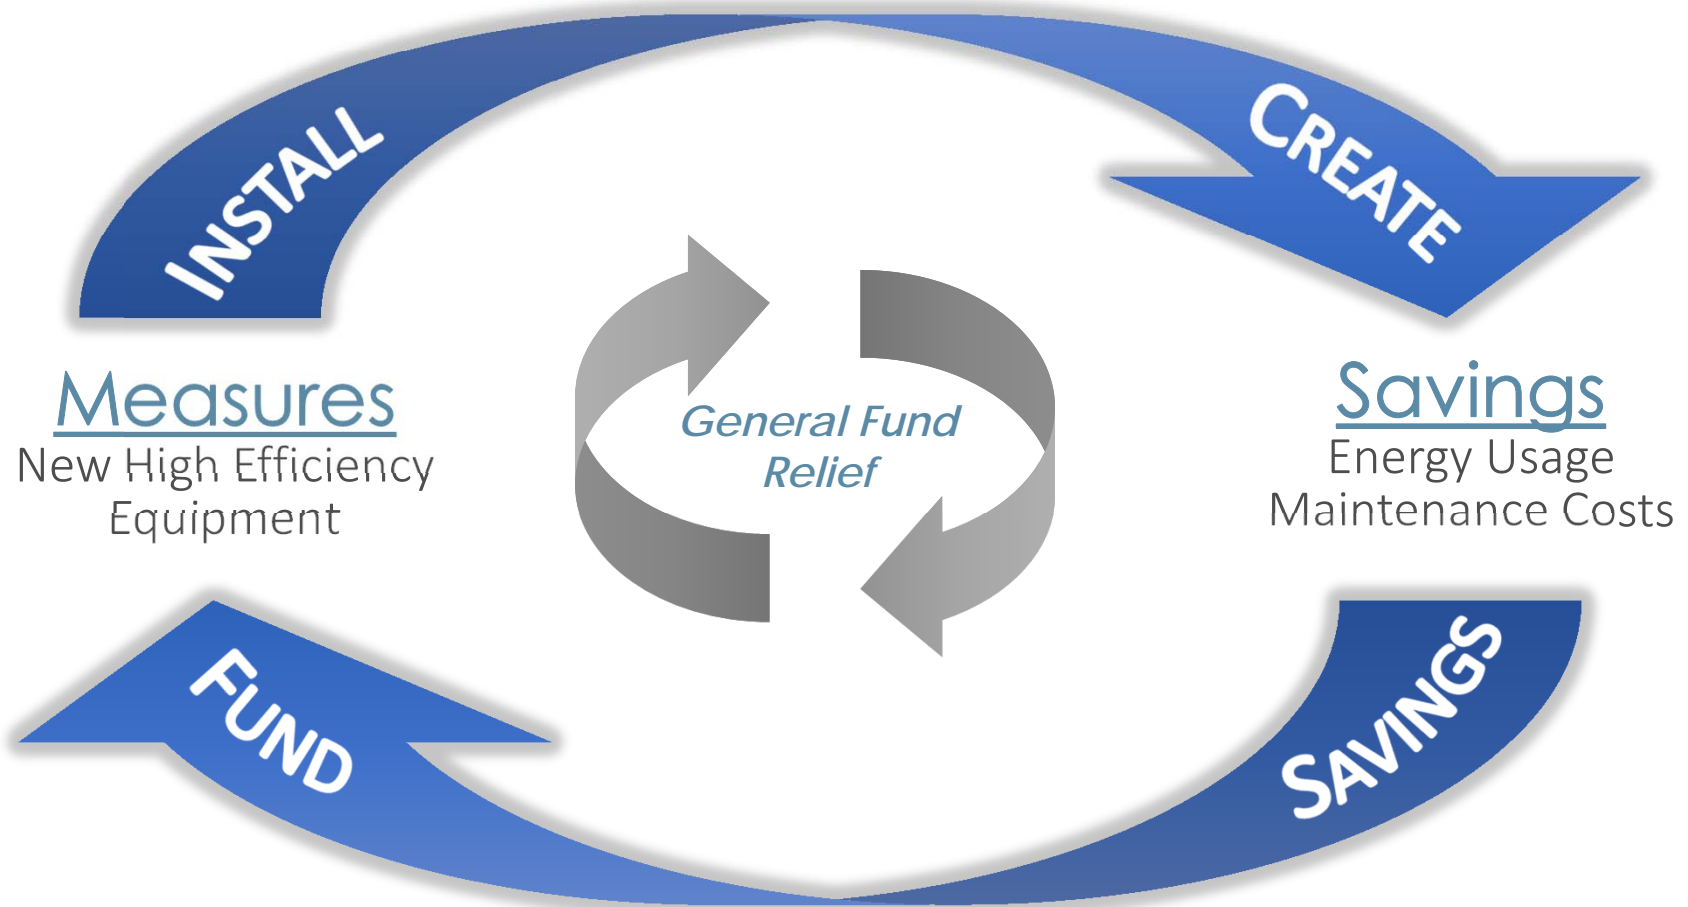 INSTALL
CREATE
Measures
New High Efficiency
Equipment
General Fund
Relief
Savings
Energy Usage
Maintenance Costs
FUND
SAVINGS